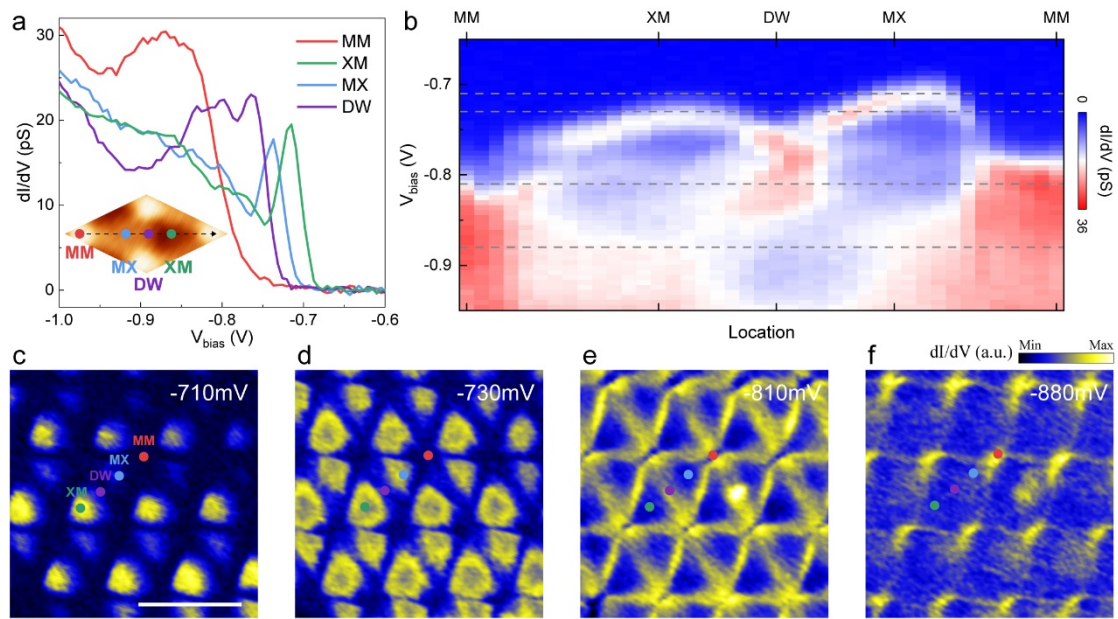 a
30
20
10
0
dI/dV (pS)
MM
XM
MX
DW
MM
MX
XM
DW
-1.0 -0.9 -0.8 -0.7 -0.6
V_bias (V)
b
MM XM DW MX MM
-0.7
-0.8
-0.9
V_bias (V)
Location
0
dI/dV (pS)
36
c
-710mV
MM
MX
DW
XM
d
-730mV
e
-810mV
f
dI/dV (a.u.) Min Max
-880mV